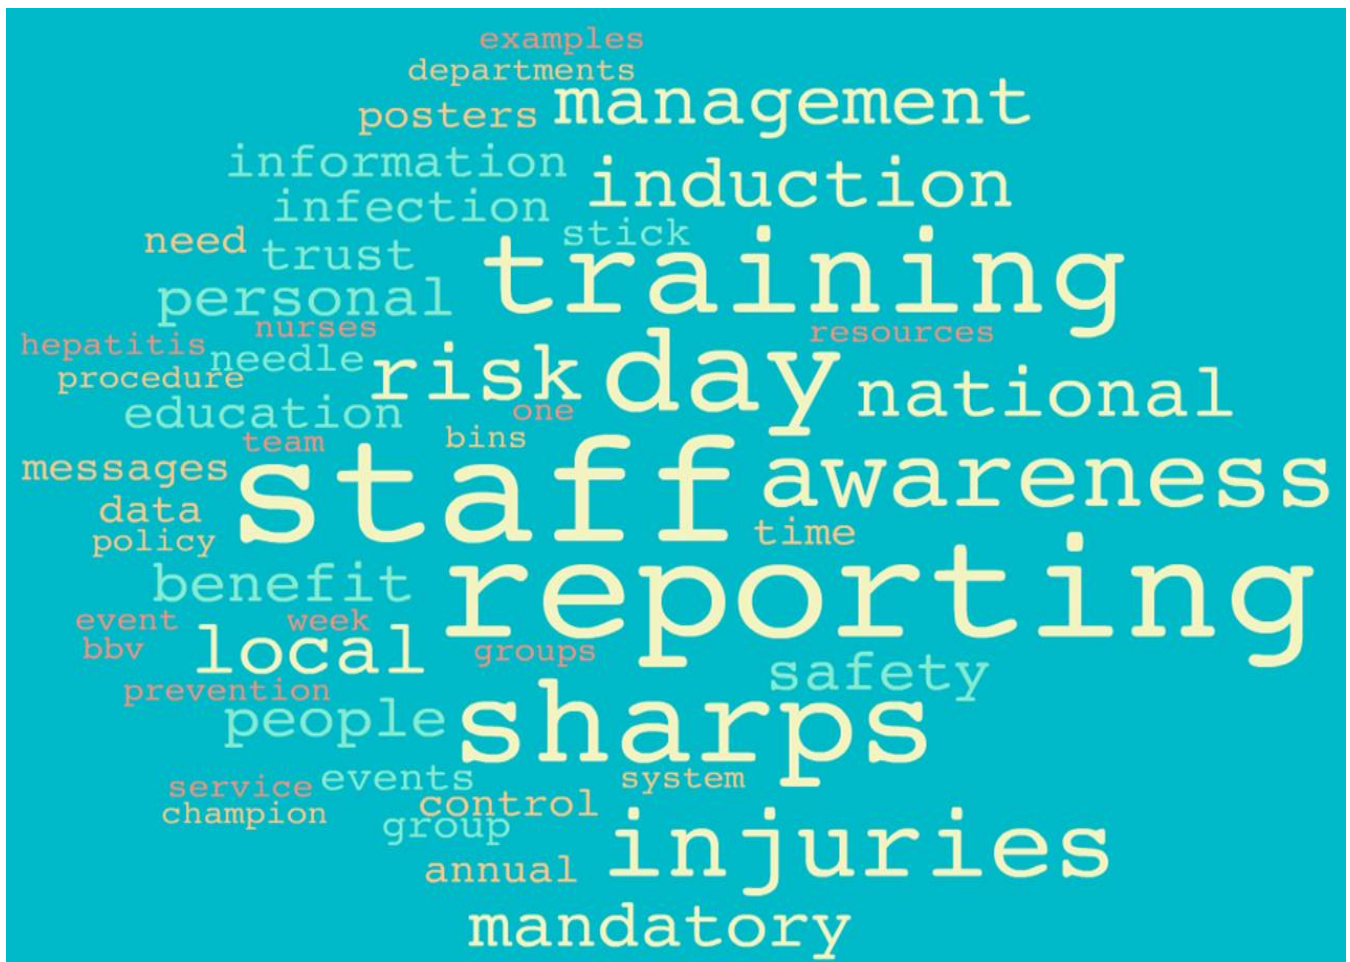 examples
departments
posters management
information induction
infection
stick
need trust training
personal
nurses resources
hepatitis needle risk day national
procedure
education one
team bins
messages staff awareness
data time
policy
benefit reporting
event week
bbv local groups
safety
prevention
people sharps
service events system
champion control
group injuries
annual
mandatory